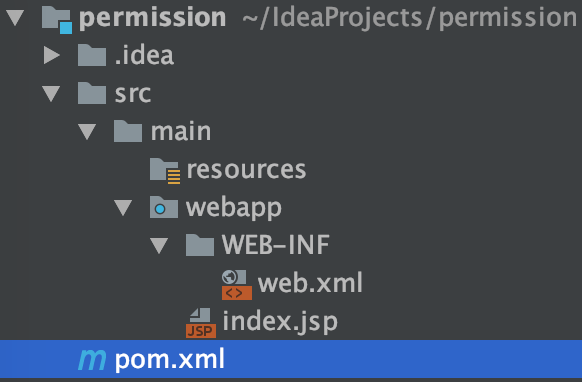 permission ~/IdeaProjects/permission
.idea
src
main
resources
webapp
WEB-INF
web.xml
JSP index.jsp
m pom.xml